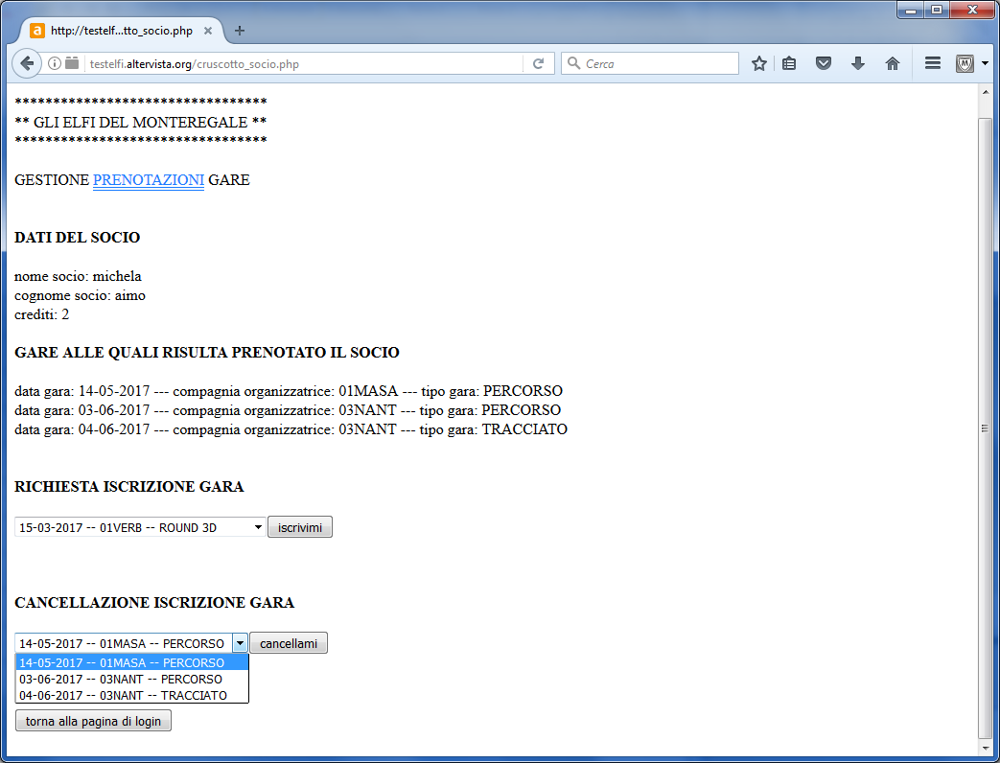 http://testelf...tto_socio.php
testelfi.altervista.org/cruscotto_socio.php
Cerca
*********************************
** GLI ELFI DEL MONTEREGALE **
*********************************
GESTIONE PRENOTAZIONI GARE
DATI DEL SOCIO
nome socio: michela
cognome socio: aimo
crediti: 2
GARE ALLE QUALI RISULTA PRENOTATO IL SOCIO
data gara: 14-05-2017 --- compagnia organizzatrice: 01MASA --- tipo gara: PERCORSO
data gara: 03-06-2017 --- compagnia organizzatrice: 03NANT --- tipo gara: PERCORSO
data gara: 04-06-2017 --- compagnia organizzatrice: 03NANT --- tipo gara: TRACCIATO
RICHIESTA ISCRIZIONE GARA
15-03-2017 -- 01VERB -- ROUND 3D iscrivimi
CANCELLAZIONE ISCRIZIONE GARA
14-05-2017 -- 01MASA -- PERCORSO cancellami
14-05-2017 -- 01MASA -- PERCORSO
03-06-2017 -- 03NANT -- PERCORSO
04-06-2017 -- 03NANT -- TRACCIATO
torna alla pagina di login